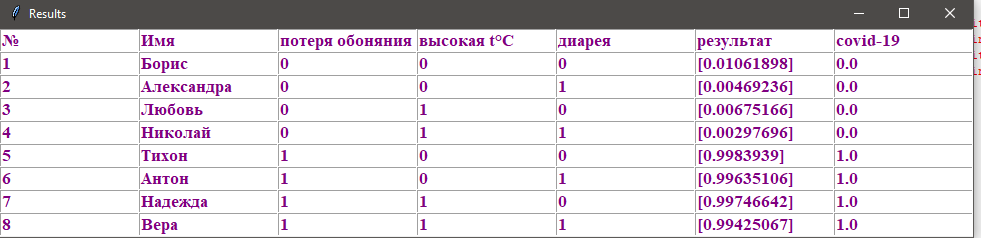 Results
№ Имя потеря обоняния высокая t°C диарея результат covid-19
1 Борис 0 0 0 [0.01061898] 0.0
2 Александра 0 0 1 [0.00469236] 0.0
3 Любовь 0 1 0 [0.00675166] 0.0
4 Николай 0 1 1 [0.00297696] 0.0
5 Тихон 1 0 0 [0.9983939] 1.0
6 Антон 1 0 1 [0.99635106] 1.0
7 Надежда 1 1 0 [0.99746642] 1.0
8 Вера 1 1 1 [0.99425067] 1.0